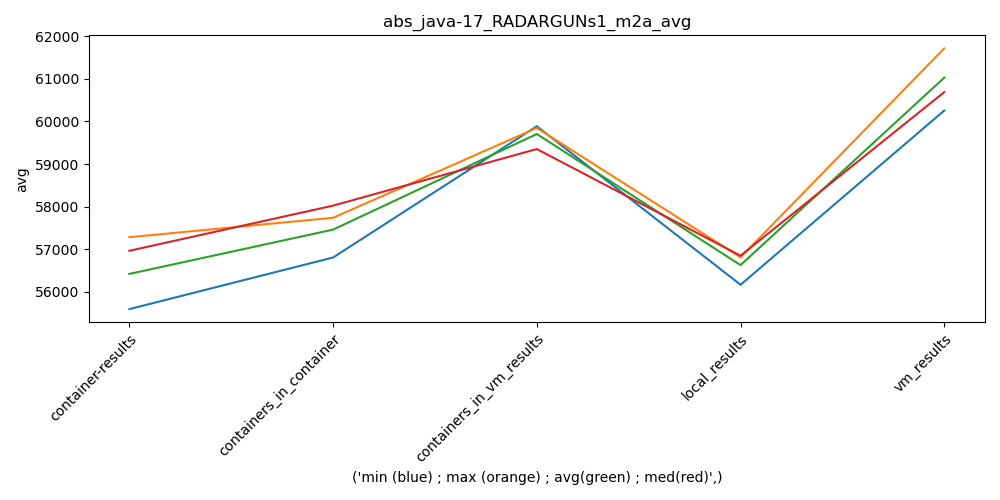 abs_java-17_RADARGUNs1_m2a_avg
62000
61000
60000
59000
58000
57000
56000
avg
container-results
containers_in_container
containers_in_vm_results
local_results
vm_results
('min (blue) ; max (orange) ; avg(green) ; med(red)',)